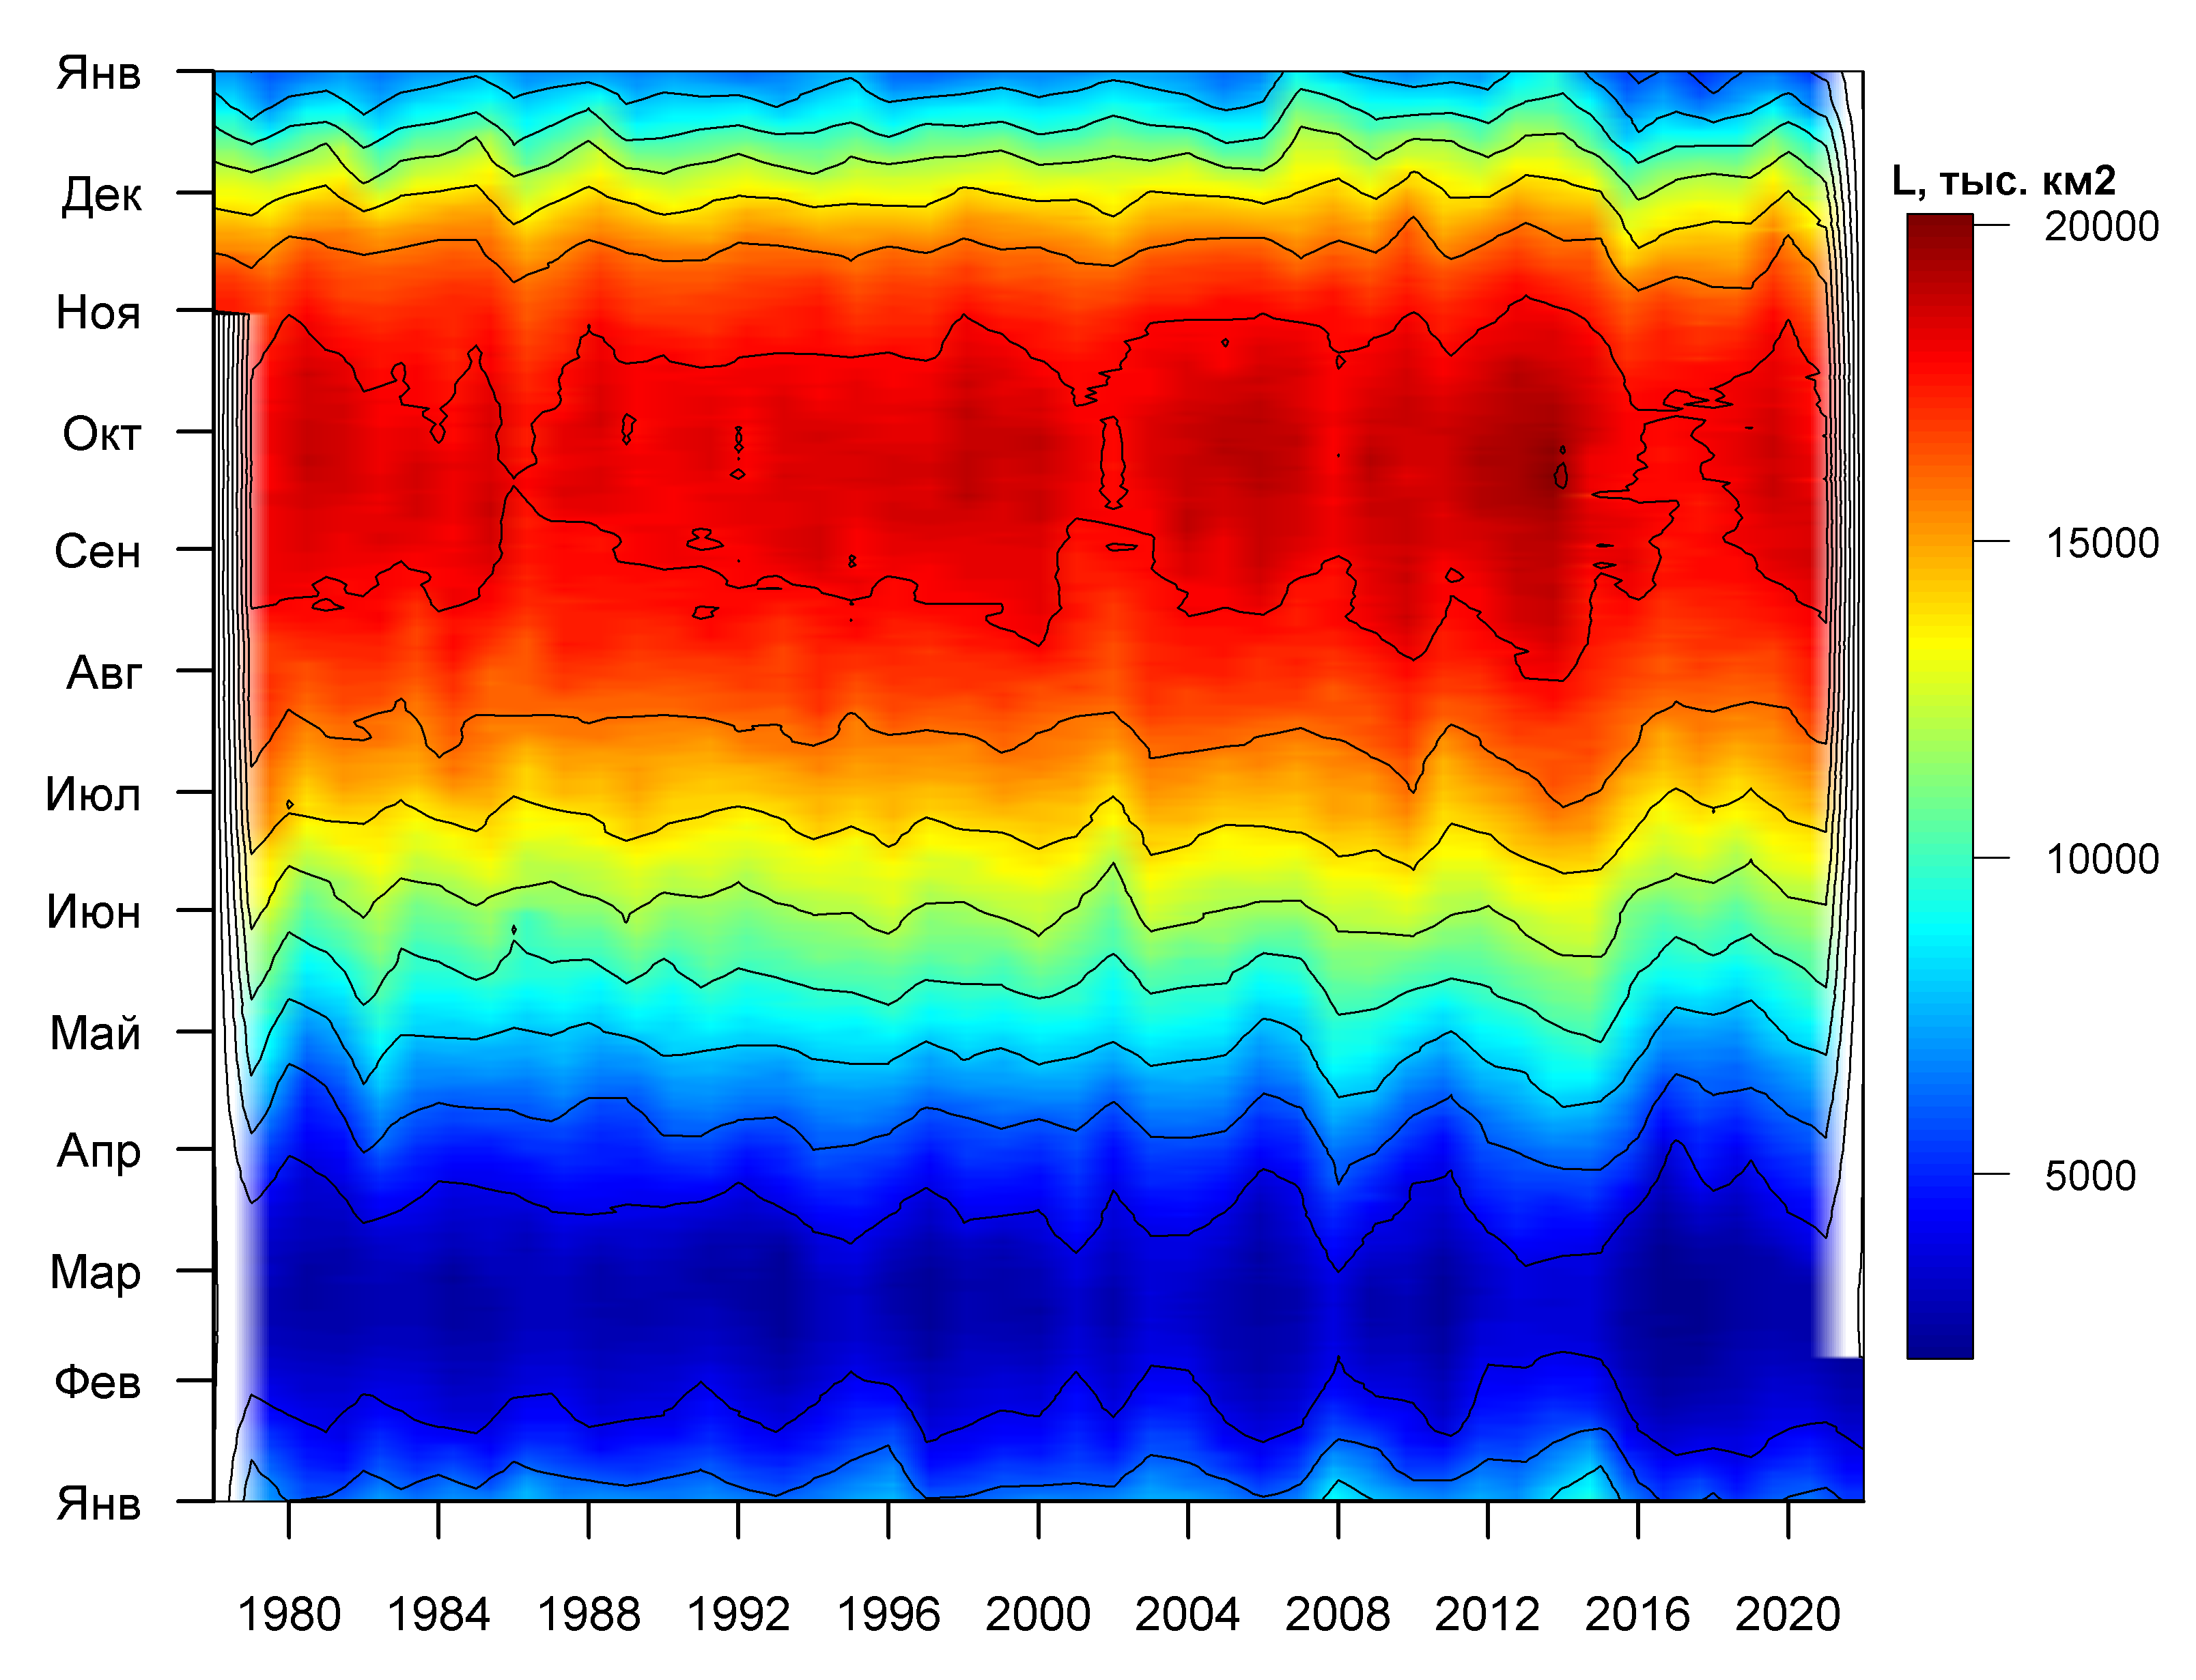 Янв
Дек
Ноя
Окт
Сен
Авг
Июл
Июн
Май
Апр
Мар
Фев
Янв
1980 1984 1988 1992 1996 2000 2004 2008 2012 2016 2020
L, тыс. км2
20000
15000
10000
5000